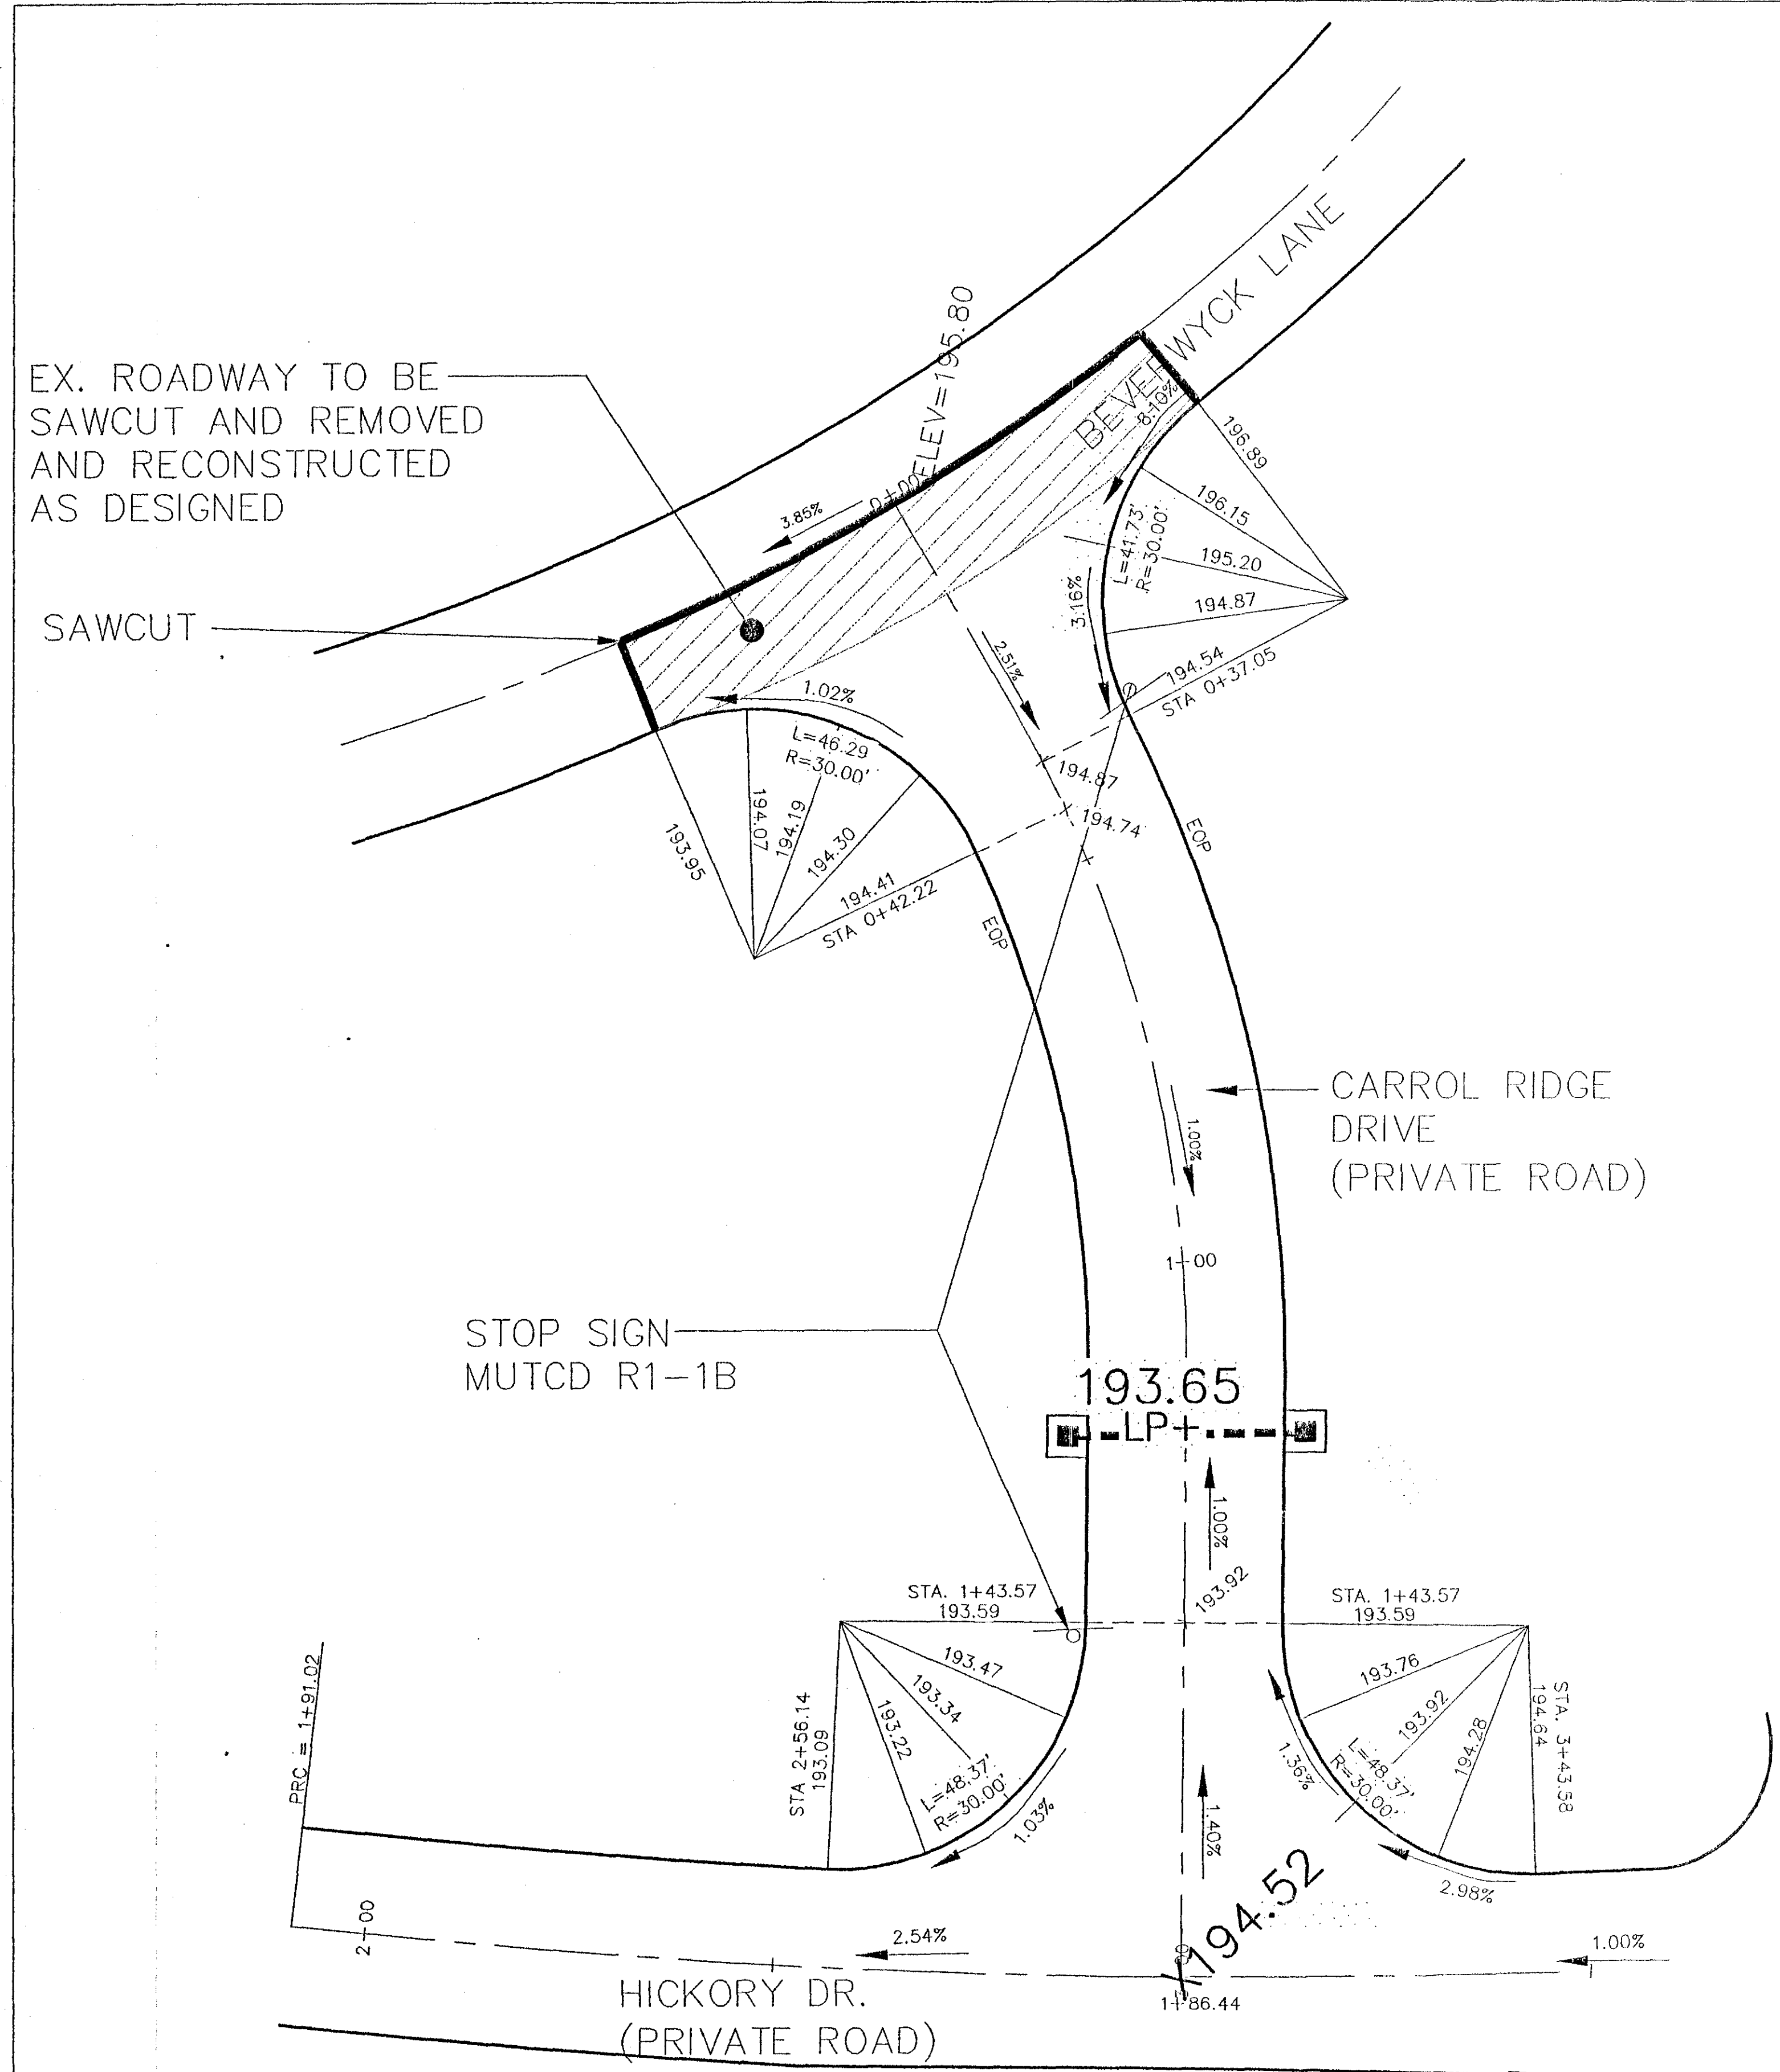 BEVERWYCK LANE
ELEV=195.80
0+00
EX. ROADWAY TO BE
SAWCUT AND REMOVED
AND RECONSTRUCTED
AS DESIGNED
SAWCUT
3.85%
8.10%
196.89
196.15
195.20
194.87
L=41.73'
R=30.00'
3.16%
194.54
STA 0+37.05
2.51%
1.02%
L=46.29
R=30.00'
194.87
194.74
193.95
194.07
194.19
194.30
194.41
STA 0+42.22
EOP
EOP
CARROL RIDGE
DRIVE
(PRIVATE ROAD)
1.00%
1+00
STOP SIGN
MUTCD R1-1B
193.65
LP
1.00%
193.92
STA. 1+43.57
193.59
STA. 1+43.57
193.59
193.47
193.34
193.22
STA 2+56.14
193.09
L=48.37'
R=30.00'
1.03%
193.76
193.92
194.28
STA. 3+43.58
194.64
L=48.37'
R=30.00'
1.36%
2.98%
1.40%
PRC = 1+91.02
2+00
2.54%
194.52
1.00%
1+86.44
HICKORY DR.
(PRIVATE ROAD)